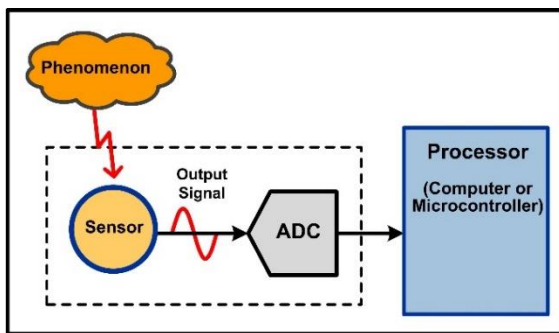 Phenomenon
Output
Signal
Sensor
ADC
Processor
(Computer or
Microcontroller)